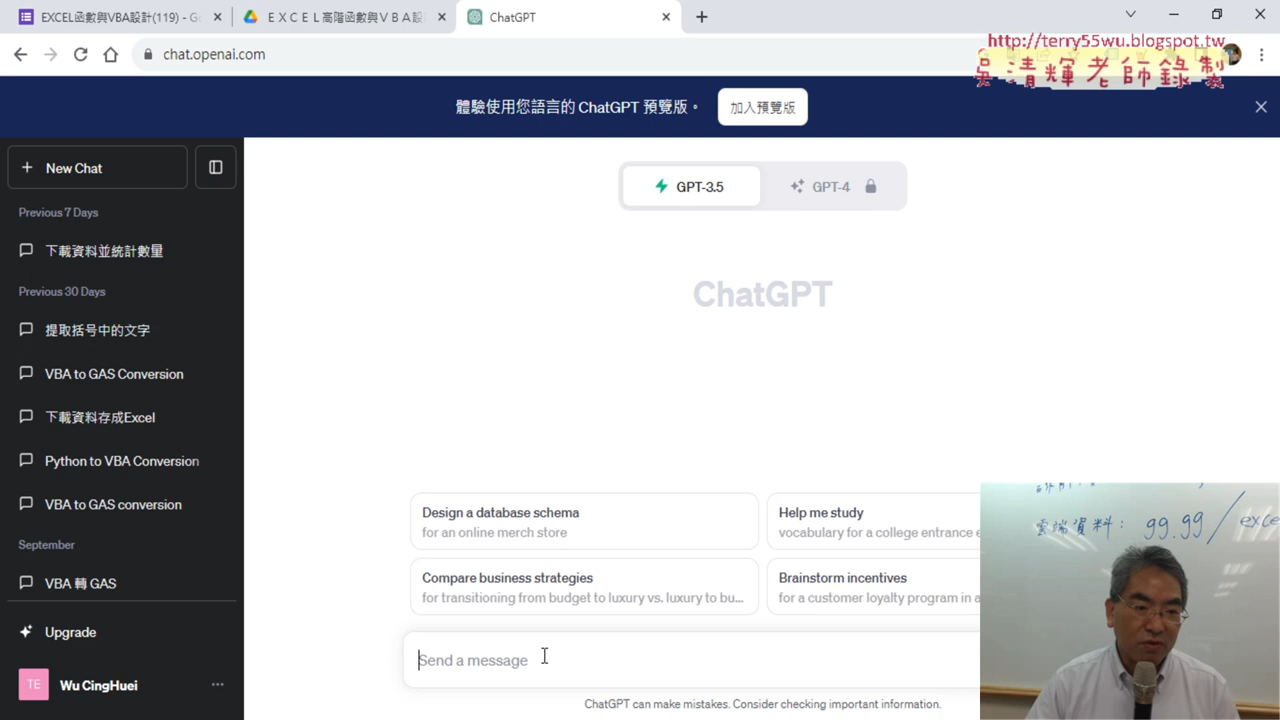 EXCEL函數與VBA設計(119) - G
ＥＸＣＥＬ高階函數與ＶＢＡ設
ChatGPT
chat.openai.com
http://terry55wu.blogspot.tw
吳清輝老師錄製
體驗使用您語言的 ChatGPT 預覽版。
加入預覽版
New Chat
GPT-3.5
GPT-4
Previous 7 Days
下載資料並統計數量
Previous 30 Days
提取括号中的文字
VBA to GAS Conversion
下載資料存成Excel
Python to VBA Conversion
VBA to GAS conversion
September
VBA 轉 GAS
Upgrade
TE
Wu CingHuei
ChatGPT
Design a database schema
for an online merch store
Help me study
vocabulary for a college entrance e
Compare business strategies
for transitioning from budget to luxury vs. luxury to bu...
Brainstorm incentives
for a customer loyalty program in a
Send a message
ChatGPT can make mistakes. Consider checking important information.
雲端資料: 99.99/exce